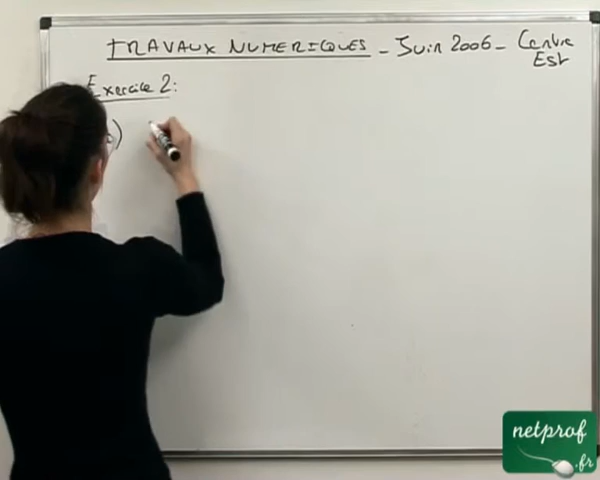 TRAVAUX NUMERIQUES - Juin 2006 - Centre
Est
Exercice 2:
)
netprof
.fr